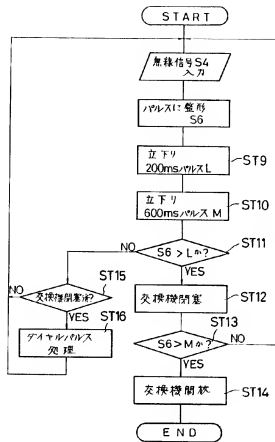 START
無線信号S4
入力
パルスに整形
S6
立下り
200msパルスL
ST9
立下り
600msパルスM
ST10
S6>Lか?
ST11
NO
YES
ST15
交換機閉塞済?
YES
NO
ST16
ダイヤルパルス
処理
交換機閉塞
ST12
ST13
S6>Mか?
NO
YES
交換機開放
ST14
END